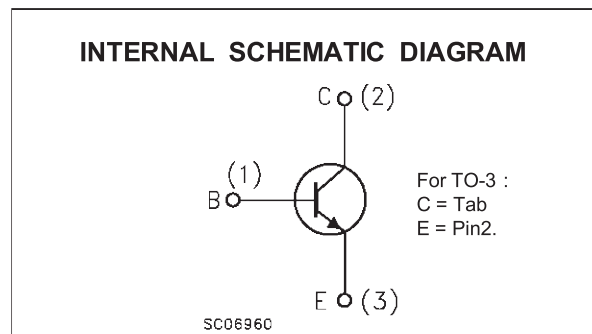 INTERNAL SCHEMATIC DIAGRAM
C (2)
(1)
B
For TO-3 :
C = Tab
E = Pin2.
E (3)
SC06960